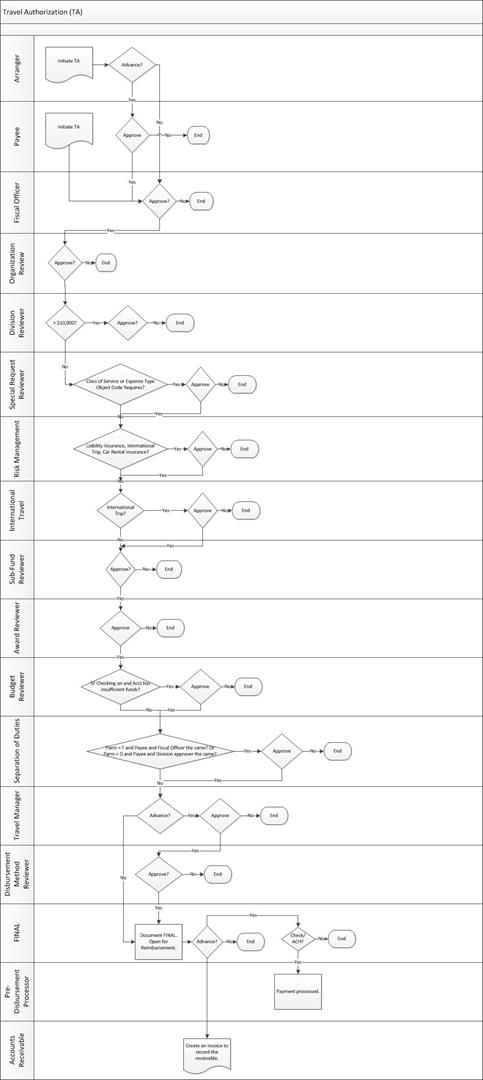 Travel Authorization (TA)
Arranger
Initiate TA
Advance?
Yes
No
Payee
Initiate TA
Approve
No
End
Yes
Fiscal Officer
Approve?
No
End
Yes
Organization
Review
Approve?
No
End
Division
Reviewer
> $10,000?
Yes
Approve?
No
End
No
Special Request
Reviewer
Class of Service or Expense Type
Object Code Requires?
Yes
Approve
No
End
Yes
No
Risk Management
Liability Insurance, International
Trip, Car Rental insurance?
Yes
Approve
No
End
Yes
No
International
Travel
International
Trip?
Yes
Approve
No
End
No
Yes
Sub-Fund
Reviewer
Approve?
No
End
Yes
Award Reviewer
Approve
No
End
Yes
Budget
Reviewer
SF Checking on and Acct has
insufficient funds?
Yes
Approve
No
End
No
Yes
Separation of Duties
Parm = F and Payee and Fiscal Officer the same? Or
Parm = D and Payee and Division approver the same?
Yes
Approve
No
End
Yes
No
Travel Manager
Advance?
Yes
Approve
No
End
Yes
No
Disbursement
Method
Reviewer
Approve?
No
End
Yes
FINAL
Document FINAL.
Open for
Reimbursement.
Advance?
No
End
Yes
Check/
ACH?
No
End
Yes
Pre-
Disbursement
Processor
Payment processed.
Accounts
Receivable
Create an Invoice to
record the
receivable.